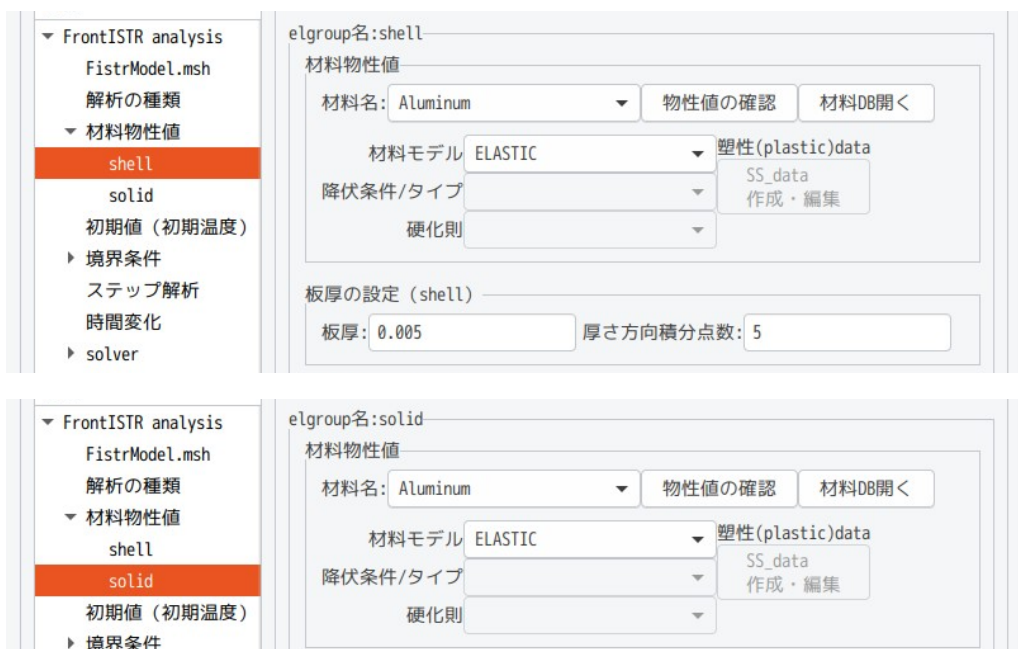 FrontISTR analysis
FistrModel.msh
解析の種類
材料物性値
shell
solid
初期値（初期温度）
境界条件
ステップ解析
時間変化
solver
elgroup名:shell
材料物性値
材料名: Aluminum 物性値の確認 材料DB開く
材料モデル ELASTIC 塑性(plastic)data
降伏条件/タイプ SS_data
作成・編集
硬化則
板厚の設定（shell）
板厚: 0.005 厚さ方向積分点数: 5
FrontISTR analysis
FistrModel.msh
解析の種類
材料物性値
shell
solid
初期値（初期温度）
境界条件
elgroup名:solid
材料物性値
材料名: Aluminum 物性値の確認 材料DB開く
材料モデル ELASTIC 塑性(plastic)data
降伏条件/タイプ SS_data
作成・編集
硬化則